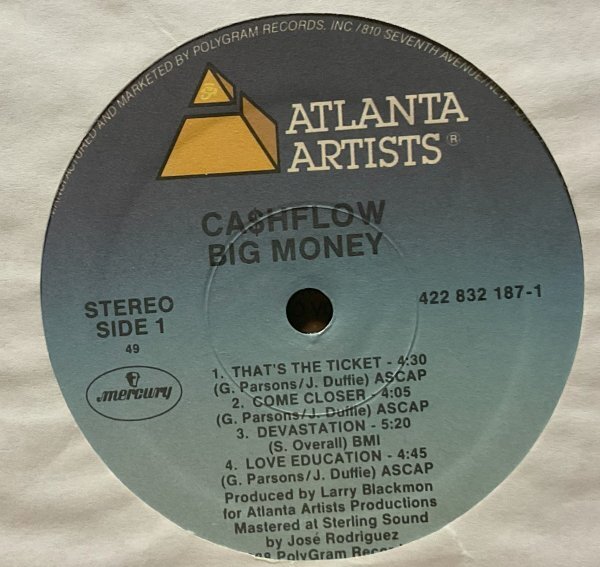 MANUFACTURED AND MARKETED BY POLYGRAM RECORDS, INC /810 SEVENTH AVENUE
ATLANTA
ARTISTS®
CA$HFLOW
BIG MONEY
STEREO
SIDE 1
49
mercury
422 832 187-1
1. THAT'S THE TICKET - 4:30
(G. Parsons/J. Duffie) ASCAP
2. COME CLOSER - 4:05
(G. Parsons/J. Duffie) ASCAP
3. DEVASTATION - 5:20
(S. Overall) BMI
4. LOVE EDUCATION - 4:45
(G. Parsons/J. Duffie) ASCAP
Produced by Larry Blackmon
for Atlanta Artists Productions
Mastered at Sterling Sound
by José Rodriguez
PolyGram